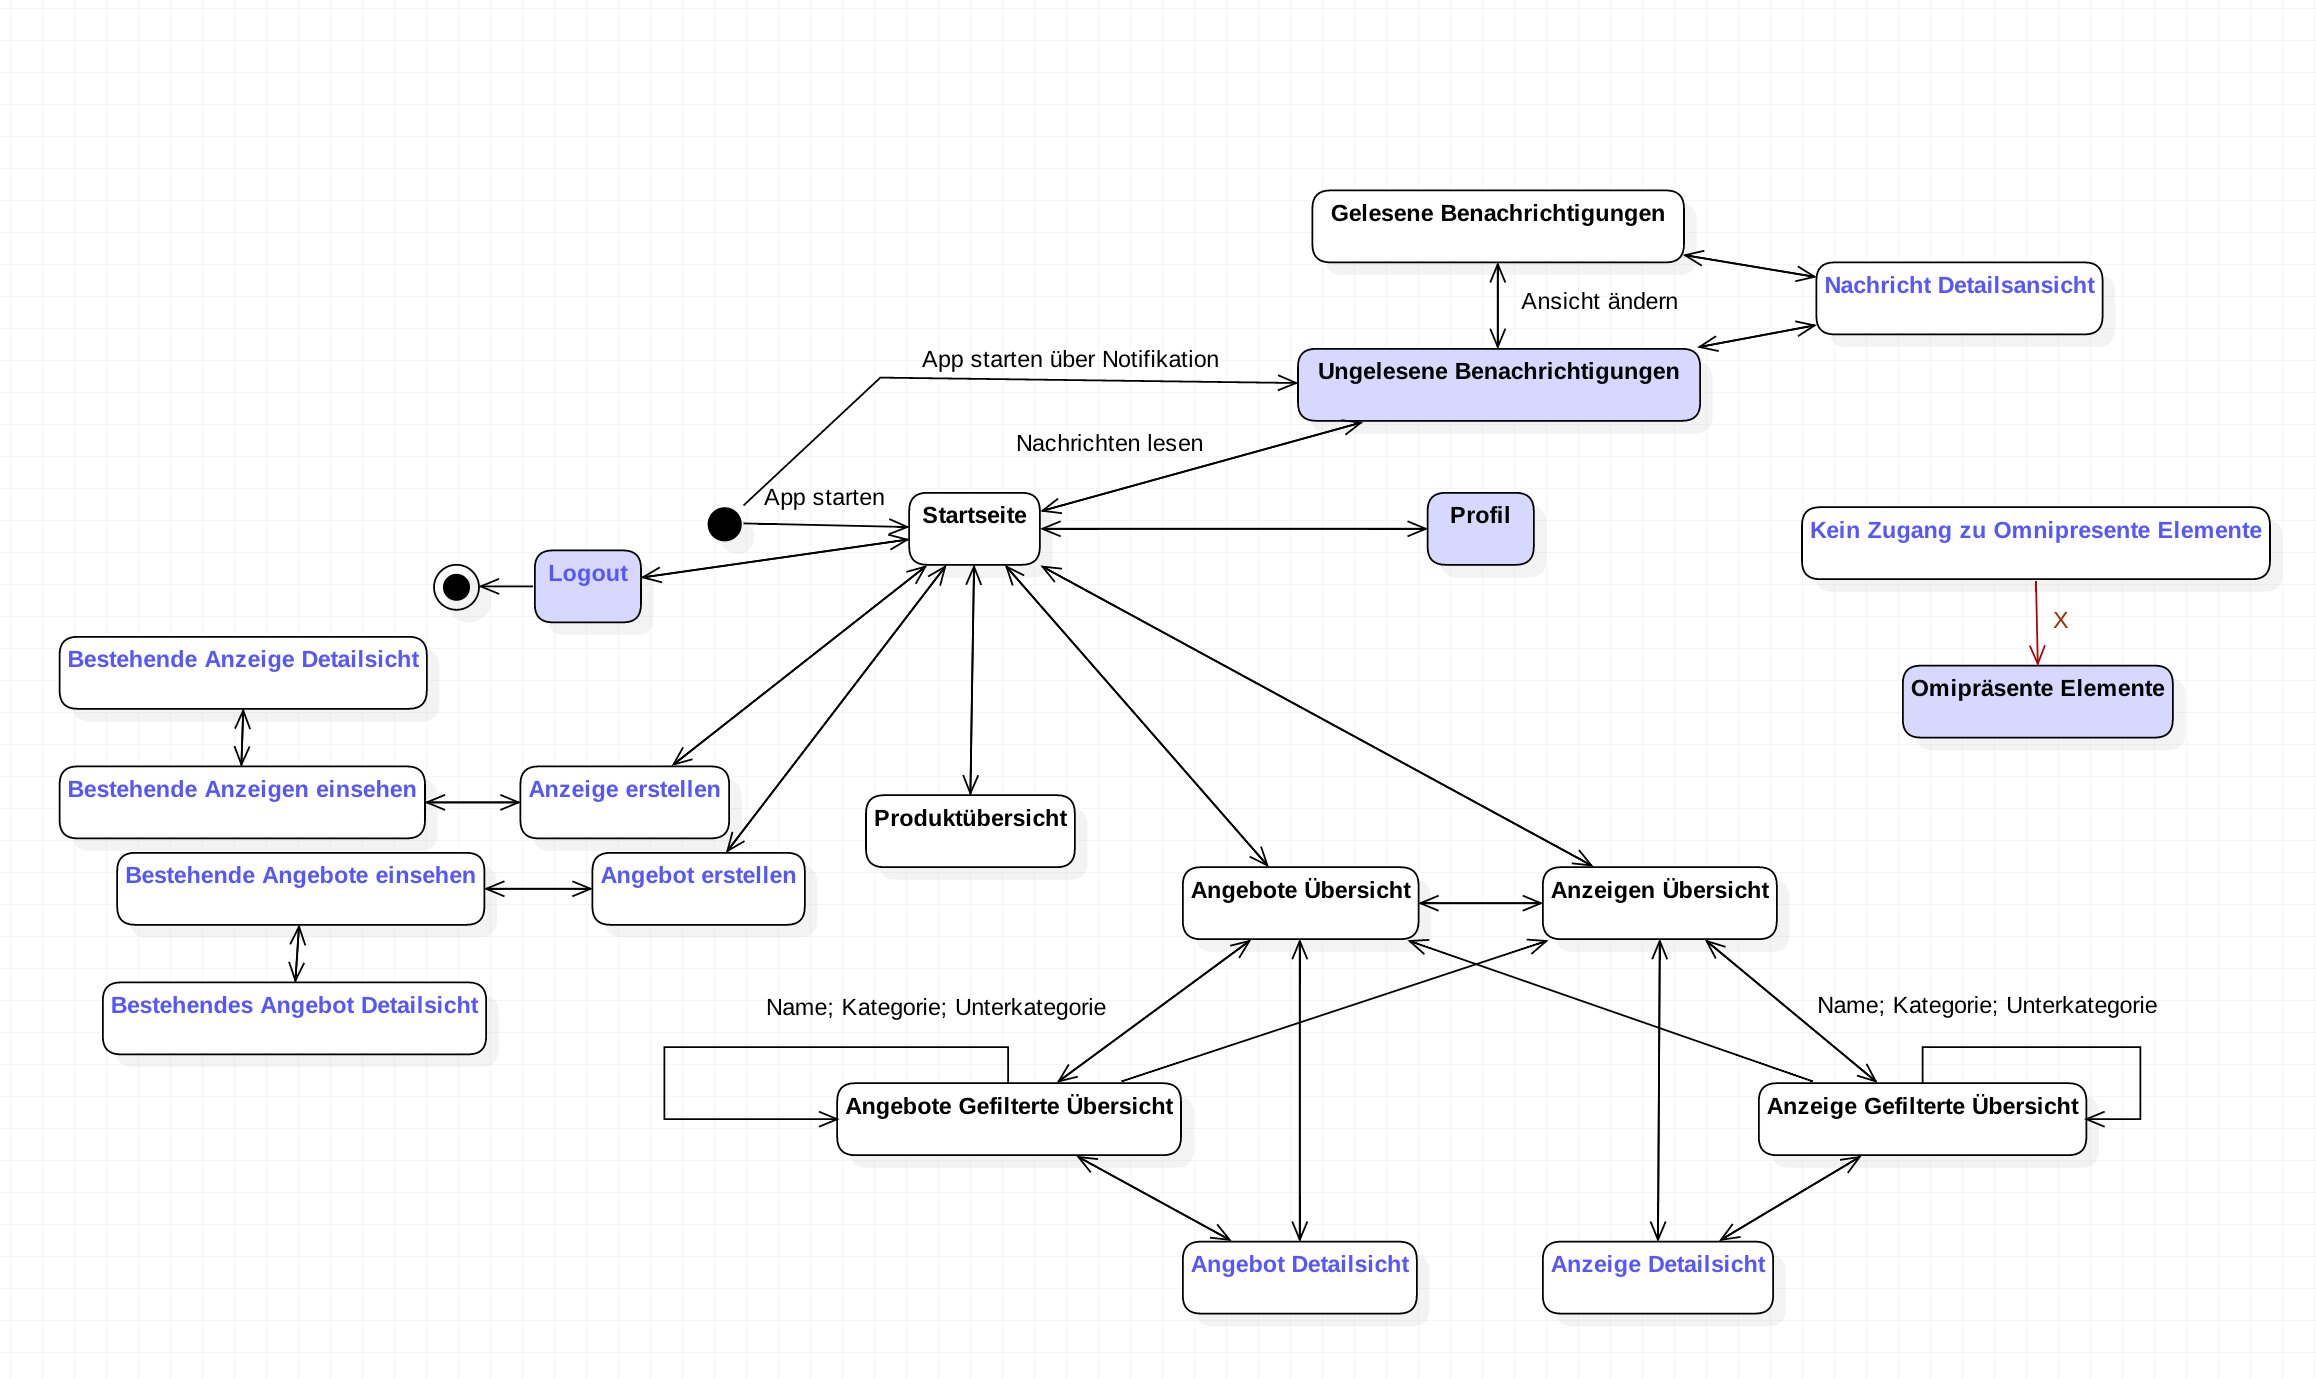 Gelesene Benachrichtigungen
Nachricht Detailsansicht
Ansicht ändern
App starten über Notifikation
Ungelesene Benachrichtigungen
Nachrichten lesen
App starten
Startseite
Profil
Kein Zugang zu Omnipresente Elemente
Logout
X
Bestehende Anzeige Detailsicht
Omipräsente Elemente
Bestehende Anzeigen einsehen
Anzeige erstellen
Produktübersicht
Bestehende Angebote einsehen
Angebot erstellen
Angebote Übersicht
Anzeigen Übersicht
Bestehendes Angebot Detailsicht
Name; Kategorie; Unterkategorie
Name; Kategorie; Unterkategorie
Angebote Gefilterte Übersicht
Anzeige Gefilterte Übersicht
Angebot Detailsicht
Anzeige Detailsicht